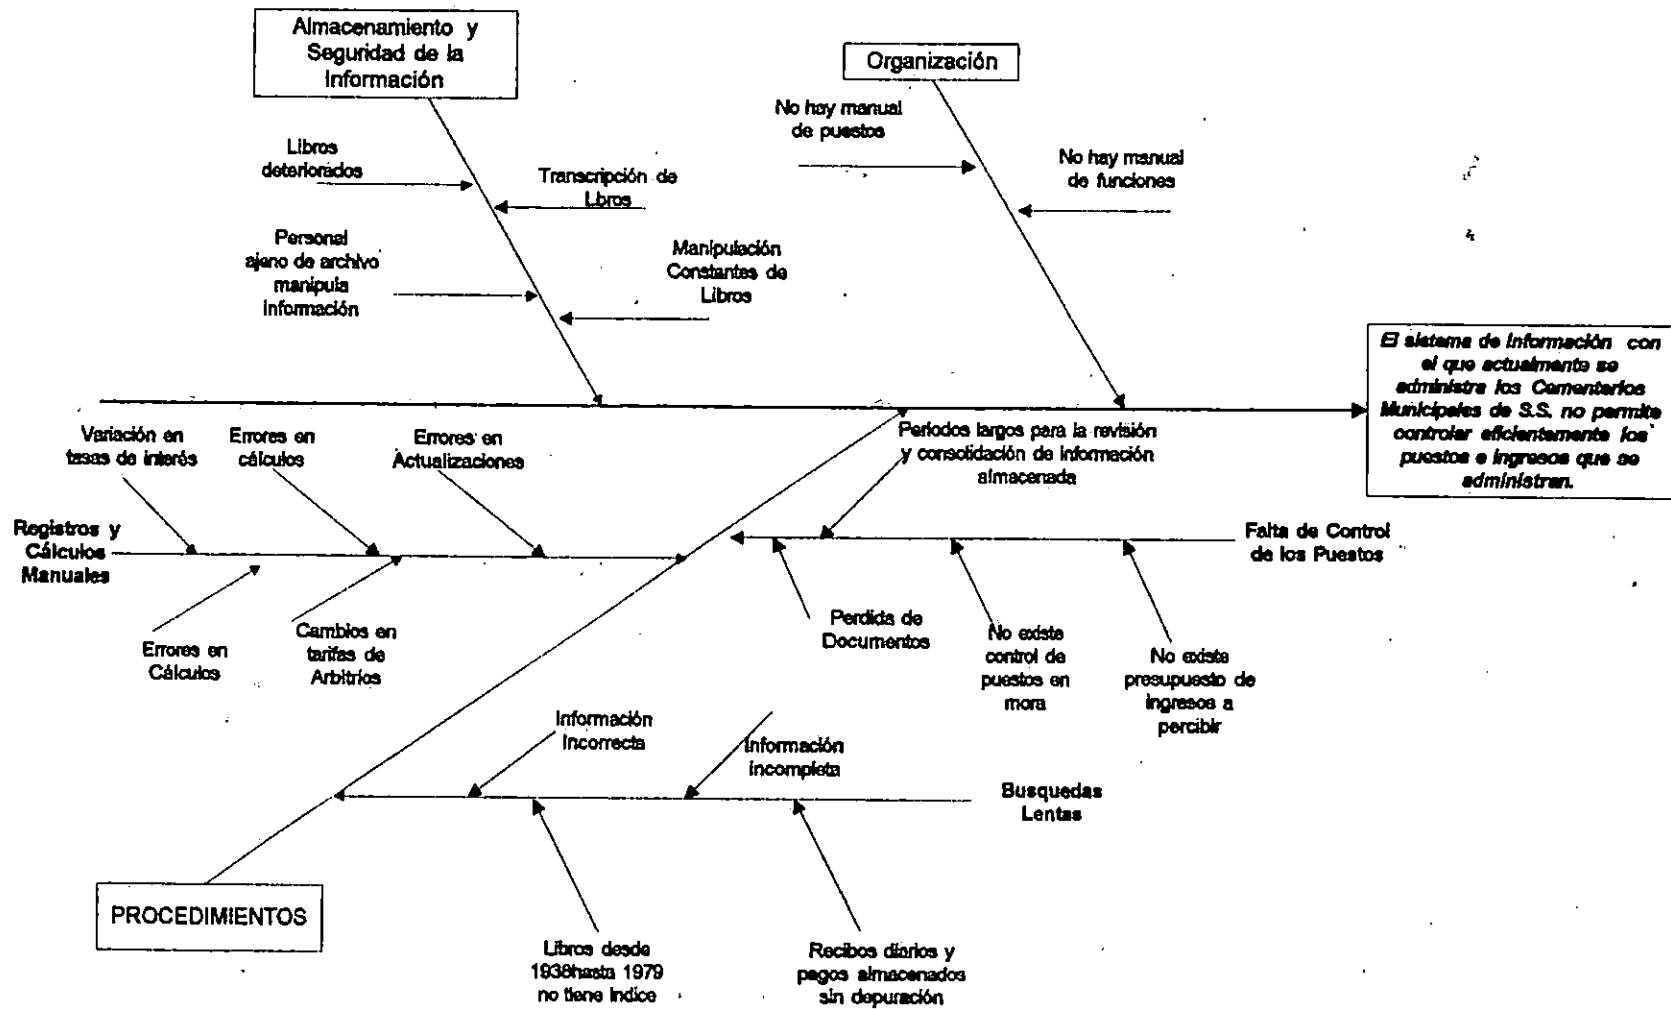 Almacenamiento y
Seguridad de la
Información
Organización
No hay manual
de puestos
No hay manual
de funciones
Libros
deteriorados
Transcripción de
Lbros
Personal
ajeno de archivo
manipula
Información
Manipulación
Constantes de
Libros
El sistema de Información con
el que actualmente se
administra los Cementerios
Municipales de S.S. no permite
controlar eficientemente los
puestos e ingresos que se
administran.
Variación en
tasas de interés
Errores en
cálculos
Errores en
Actualizaciones
Períodos largos para la revisión
y consolidación de información
almacenada
Registros y
Cálculos
Manuales
Falta de Control
de los Puestos
Errores en
Cálculos
Cambios en
tarifas de
Arbitrios
Perdida de
Documentos
No existe
control de
puestos en
mora
No existe
presupuesto de
ingresos a
percibir
Información
Incorrecta
Información
incompleta
Busquedas
Lentas
PROCEDIMIENTOS
Libros desde
1938hasta 1979
no tiene índice
Recibos diarios y
pagos almacenados
sin depuración